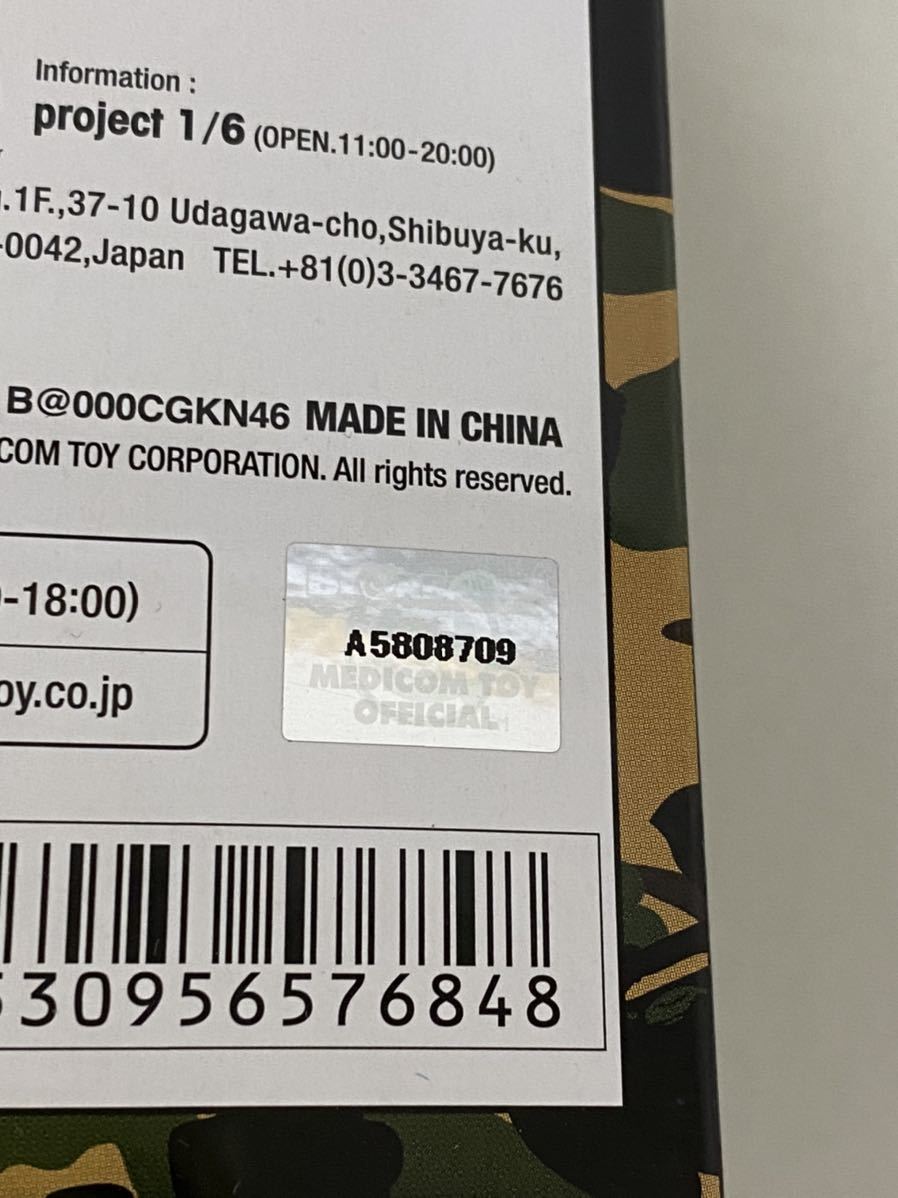 Information :
project 1/6 (OPEN.11:00-20:00)
.1F.,37-10 Udagawa-cho,Shibuya-ku,
-0042,Japan TEL.+81(0)3-3467-7676
B@000CGKN46 MADE IN CHINA
COM TOY CORPORATION. All rights reserved.
-18:00)
oy.co.jp
A5808709
MEDICOM TOY
OFFICIAL
530956576848